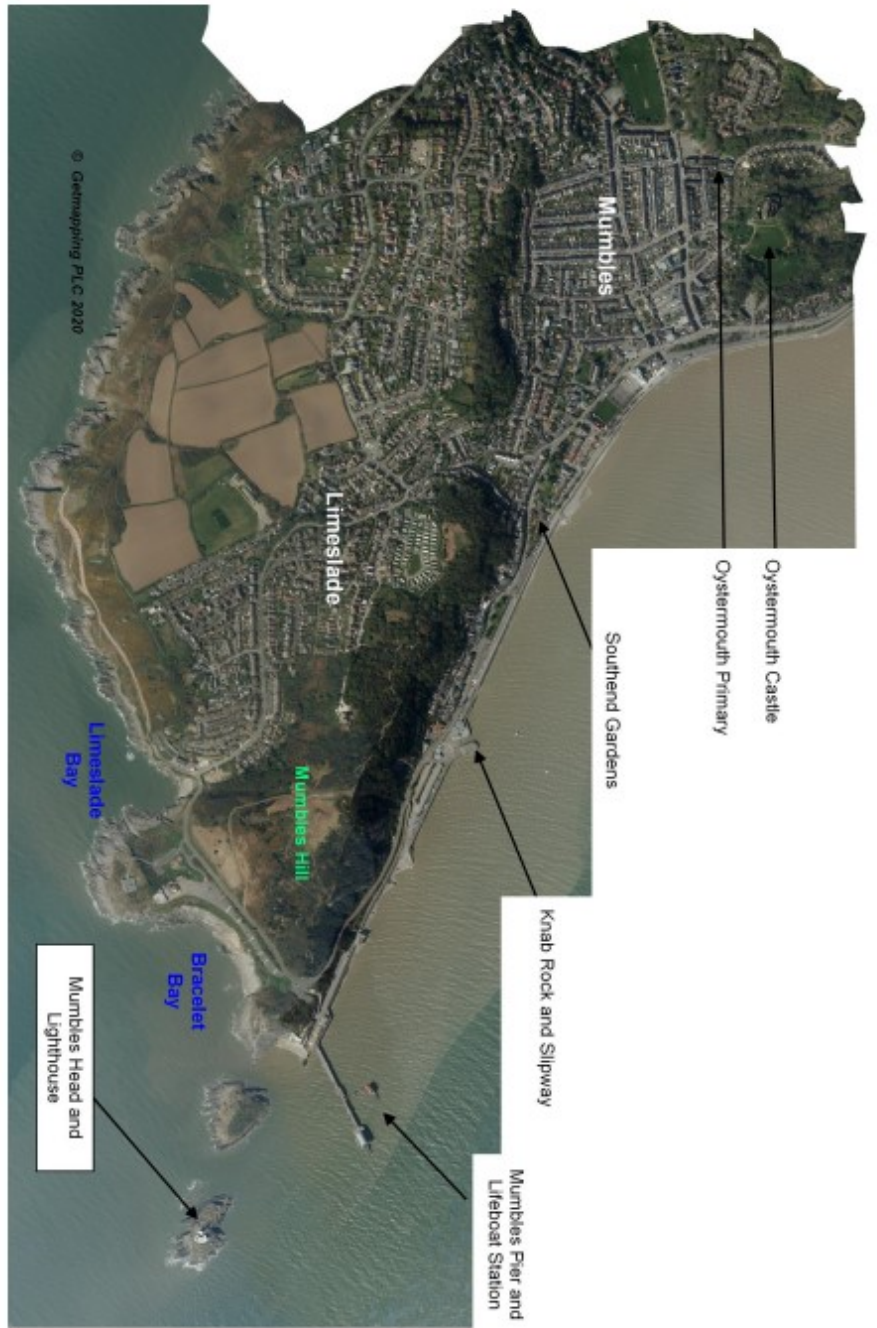 Oystermouth Castle
Oystermouth Primary
Southend Gardens
Knab Rock and Slipway
Mumbles Pier and
Lifeboat Station
Mumbles
Limeslade
Mumbles Hill
Limeslade
Bay
Bracelet
Bay
Mumbles Head and
Lighthouse
© Getmapping PLC 2020